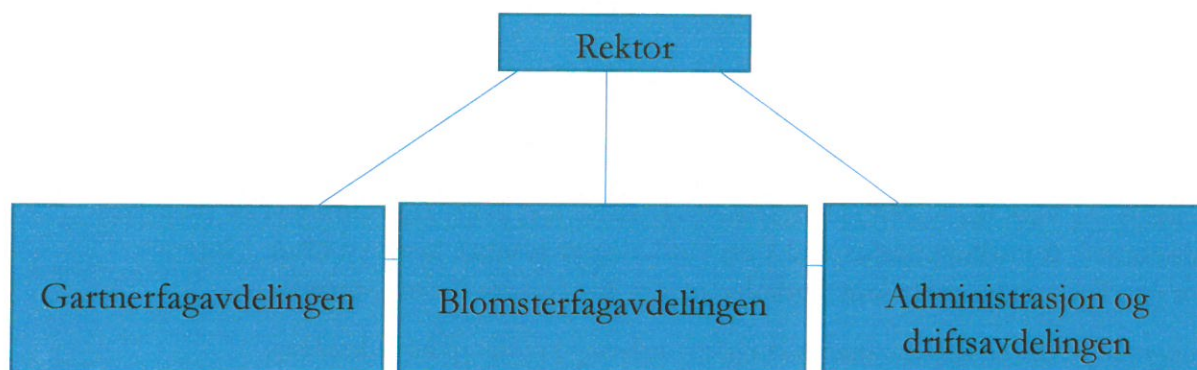 Rektor
Gartnerfagavdelingen
Blomsterfagavdelingen
Administrasjon og
driftsavdelingen